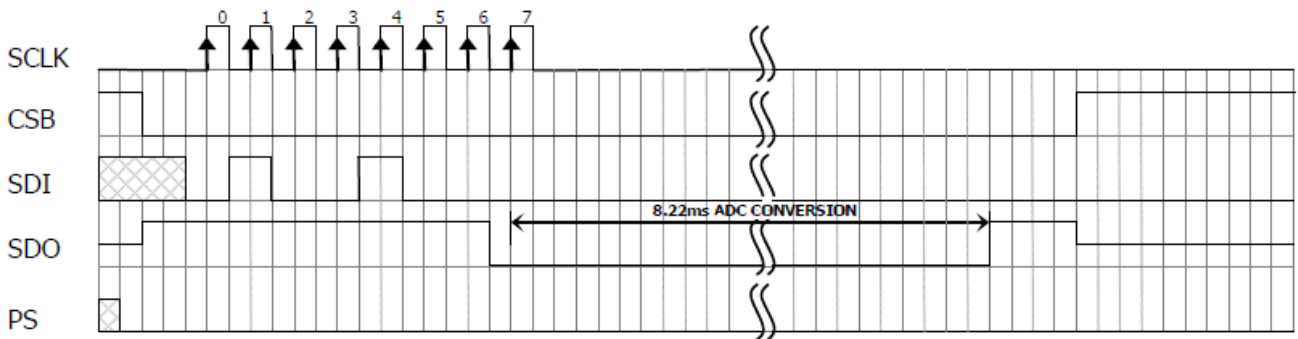 0 1 2 3 4 5 6 7
SCLK
CSB
SDI
8.22ms ADC CONVERSION
SDO
PS